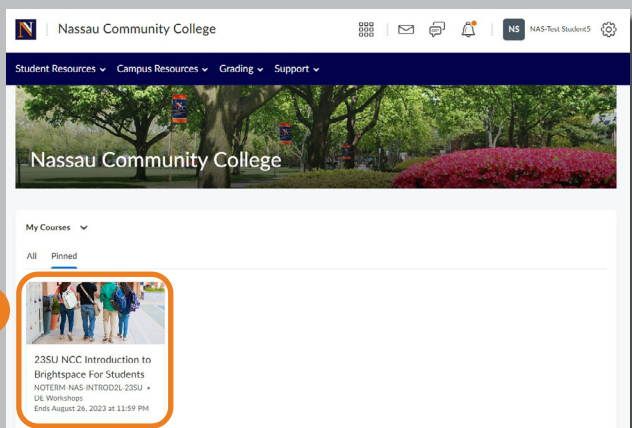 N Nassau Community College NS NAS-Test Student5
Student Resources Campus Resources Grading Support
Nassau Community College
My Courses
All Pinned
23SU NCC Introduction to
Brightspace For Students
NOTERM-NAS-INTROD2L-23SU •
DE Workshops
Ends August 26, 2023 at 11:59 PM